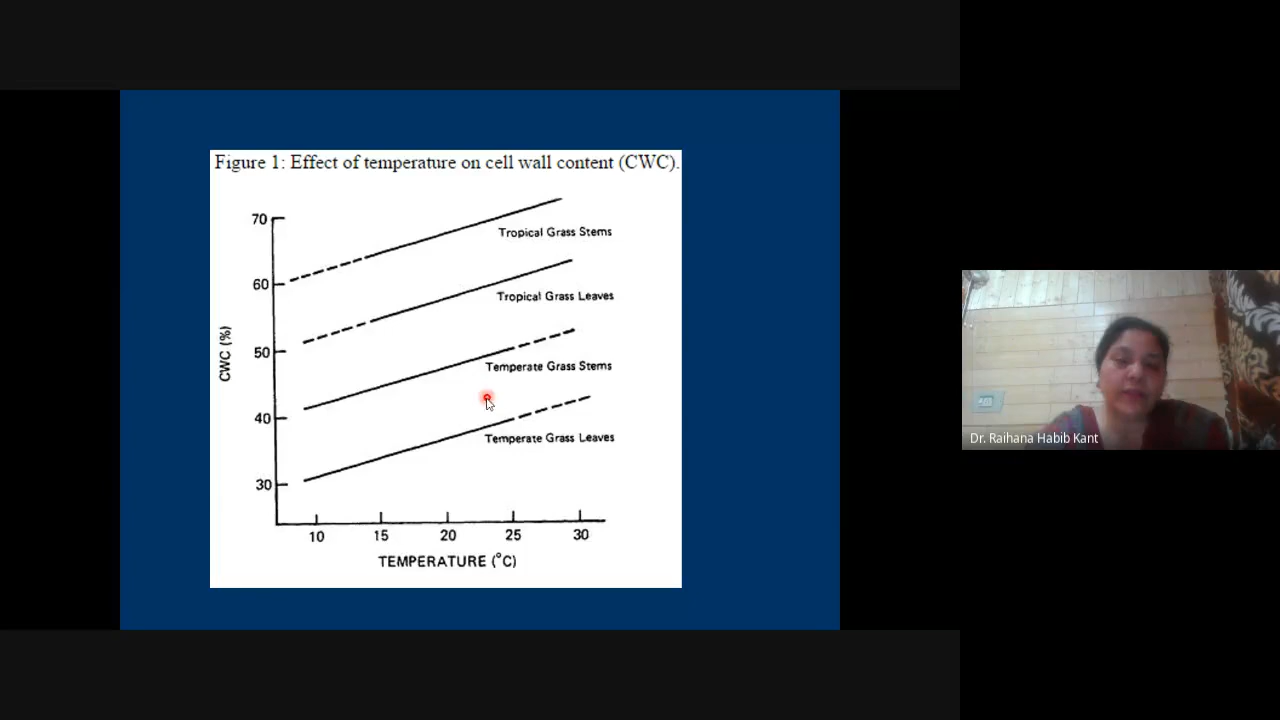 Figure 1: Effect of temperature on cell wall content (CWC).
70
60
50
40
30
CWC (%)
Tropical Grass Stems
Tropical Grass Leaves
Temperate Grass Stems
Temperate Grass Leaves
10 15 20 25 30
TEMPERATURE (°C)
Dr. Raihana Habib Kant